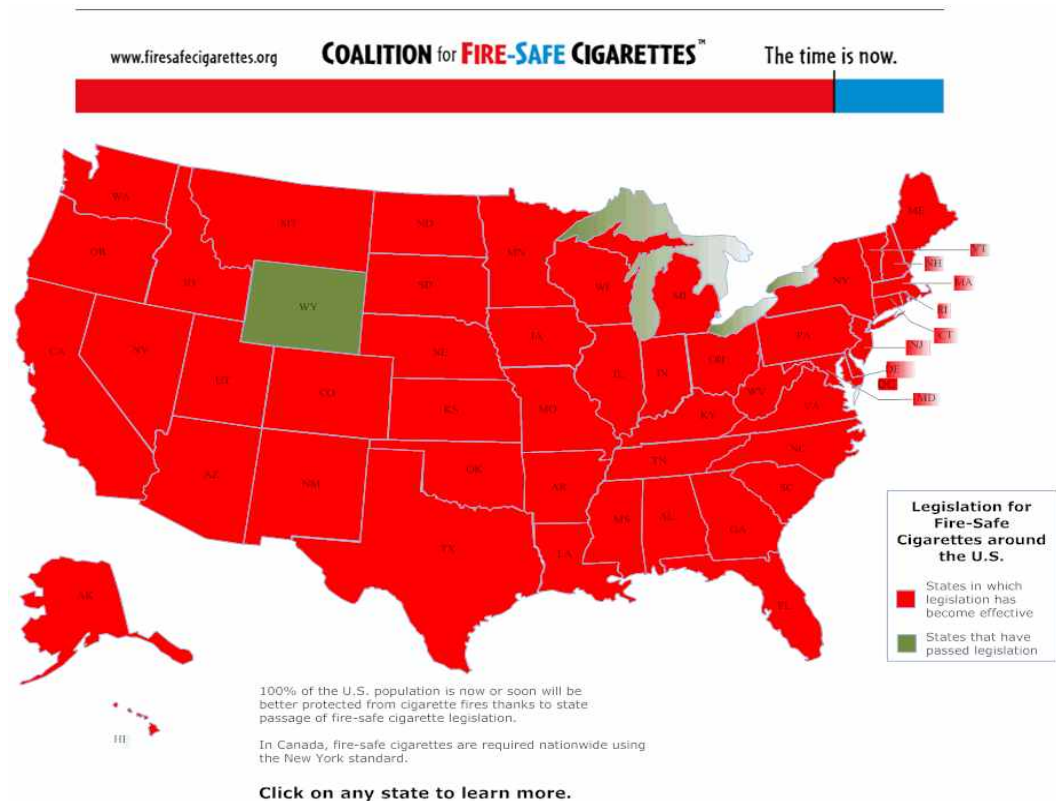 www.firesafecigarettes.org
COALITION for FIRE-SAFE CIGARETTES™
The time is now.
WA
OR
CA
NV
ID
MT
WY
UT
AZ
CO
NM
ND
SD
NE
KS
OK
TX
MN
IA
MO
AR
LA
WI
IL
MI
IN
OH
KY
TN
MS
AL
GA
FL
SC
NC
VA
WV
PA
NY
ME
VT
NH
MA
RI
CT
NJ
DE
DC
MD
AK
HI
Legislation for
Fire-Safe
Cigarettes around
the U.S.
States in which
legislation has
become effective
States that have
passed legislation
100% of the U.S. population is now or soon will be
better protected from cigarette fires thanks to state
passage of fire-safe cigarette legislation.
In Canada, fire-safe cigarettes are required nationwide using
the New York standard.
Click on any state to learn more.